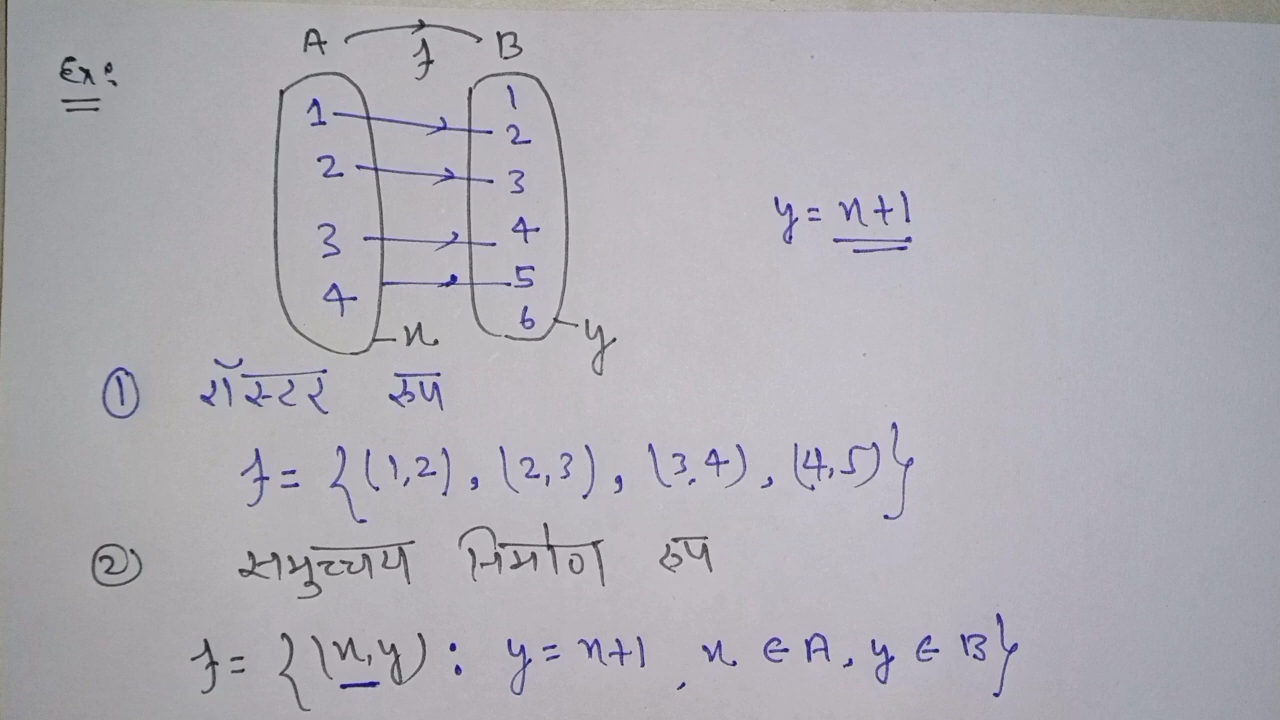 A f B
Ex:
1 1
2 2
3 3
4 4
5
6
x y
y = x+1
① रॉस्टर रूप
f = {(1,2), (2,3), (3,4), (4,5)}
② समुच्चय निर्माण रूप
f = {(x,y) : y = x+1, x ∈ A, y ∈ B}